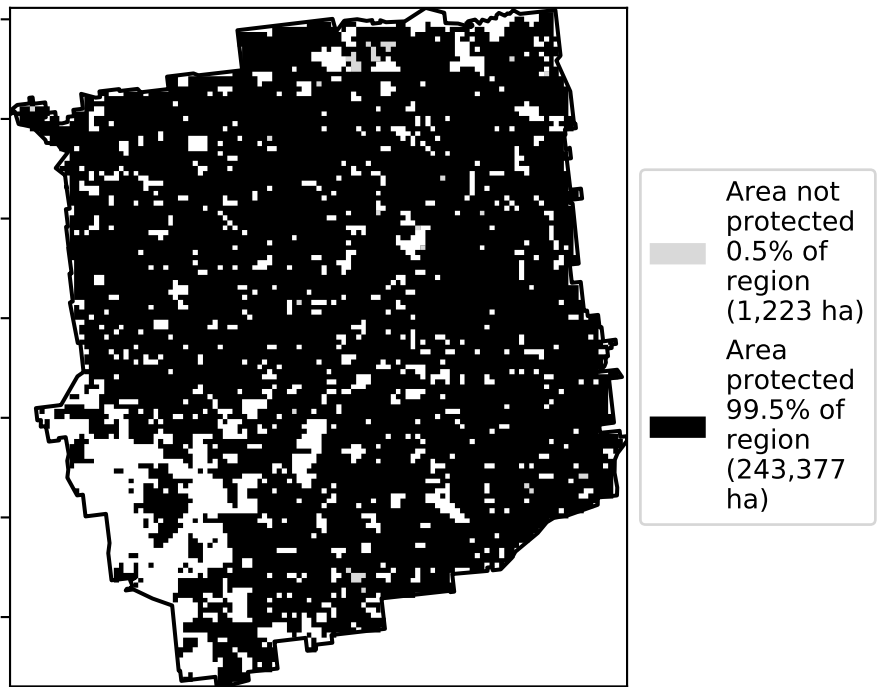 Area not
protected
0.5% of
region
(1,223 ha)
Area
protected
99.5% of
region
(243,377
ha)